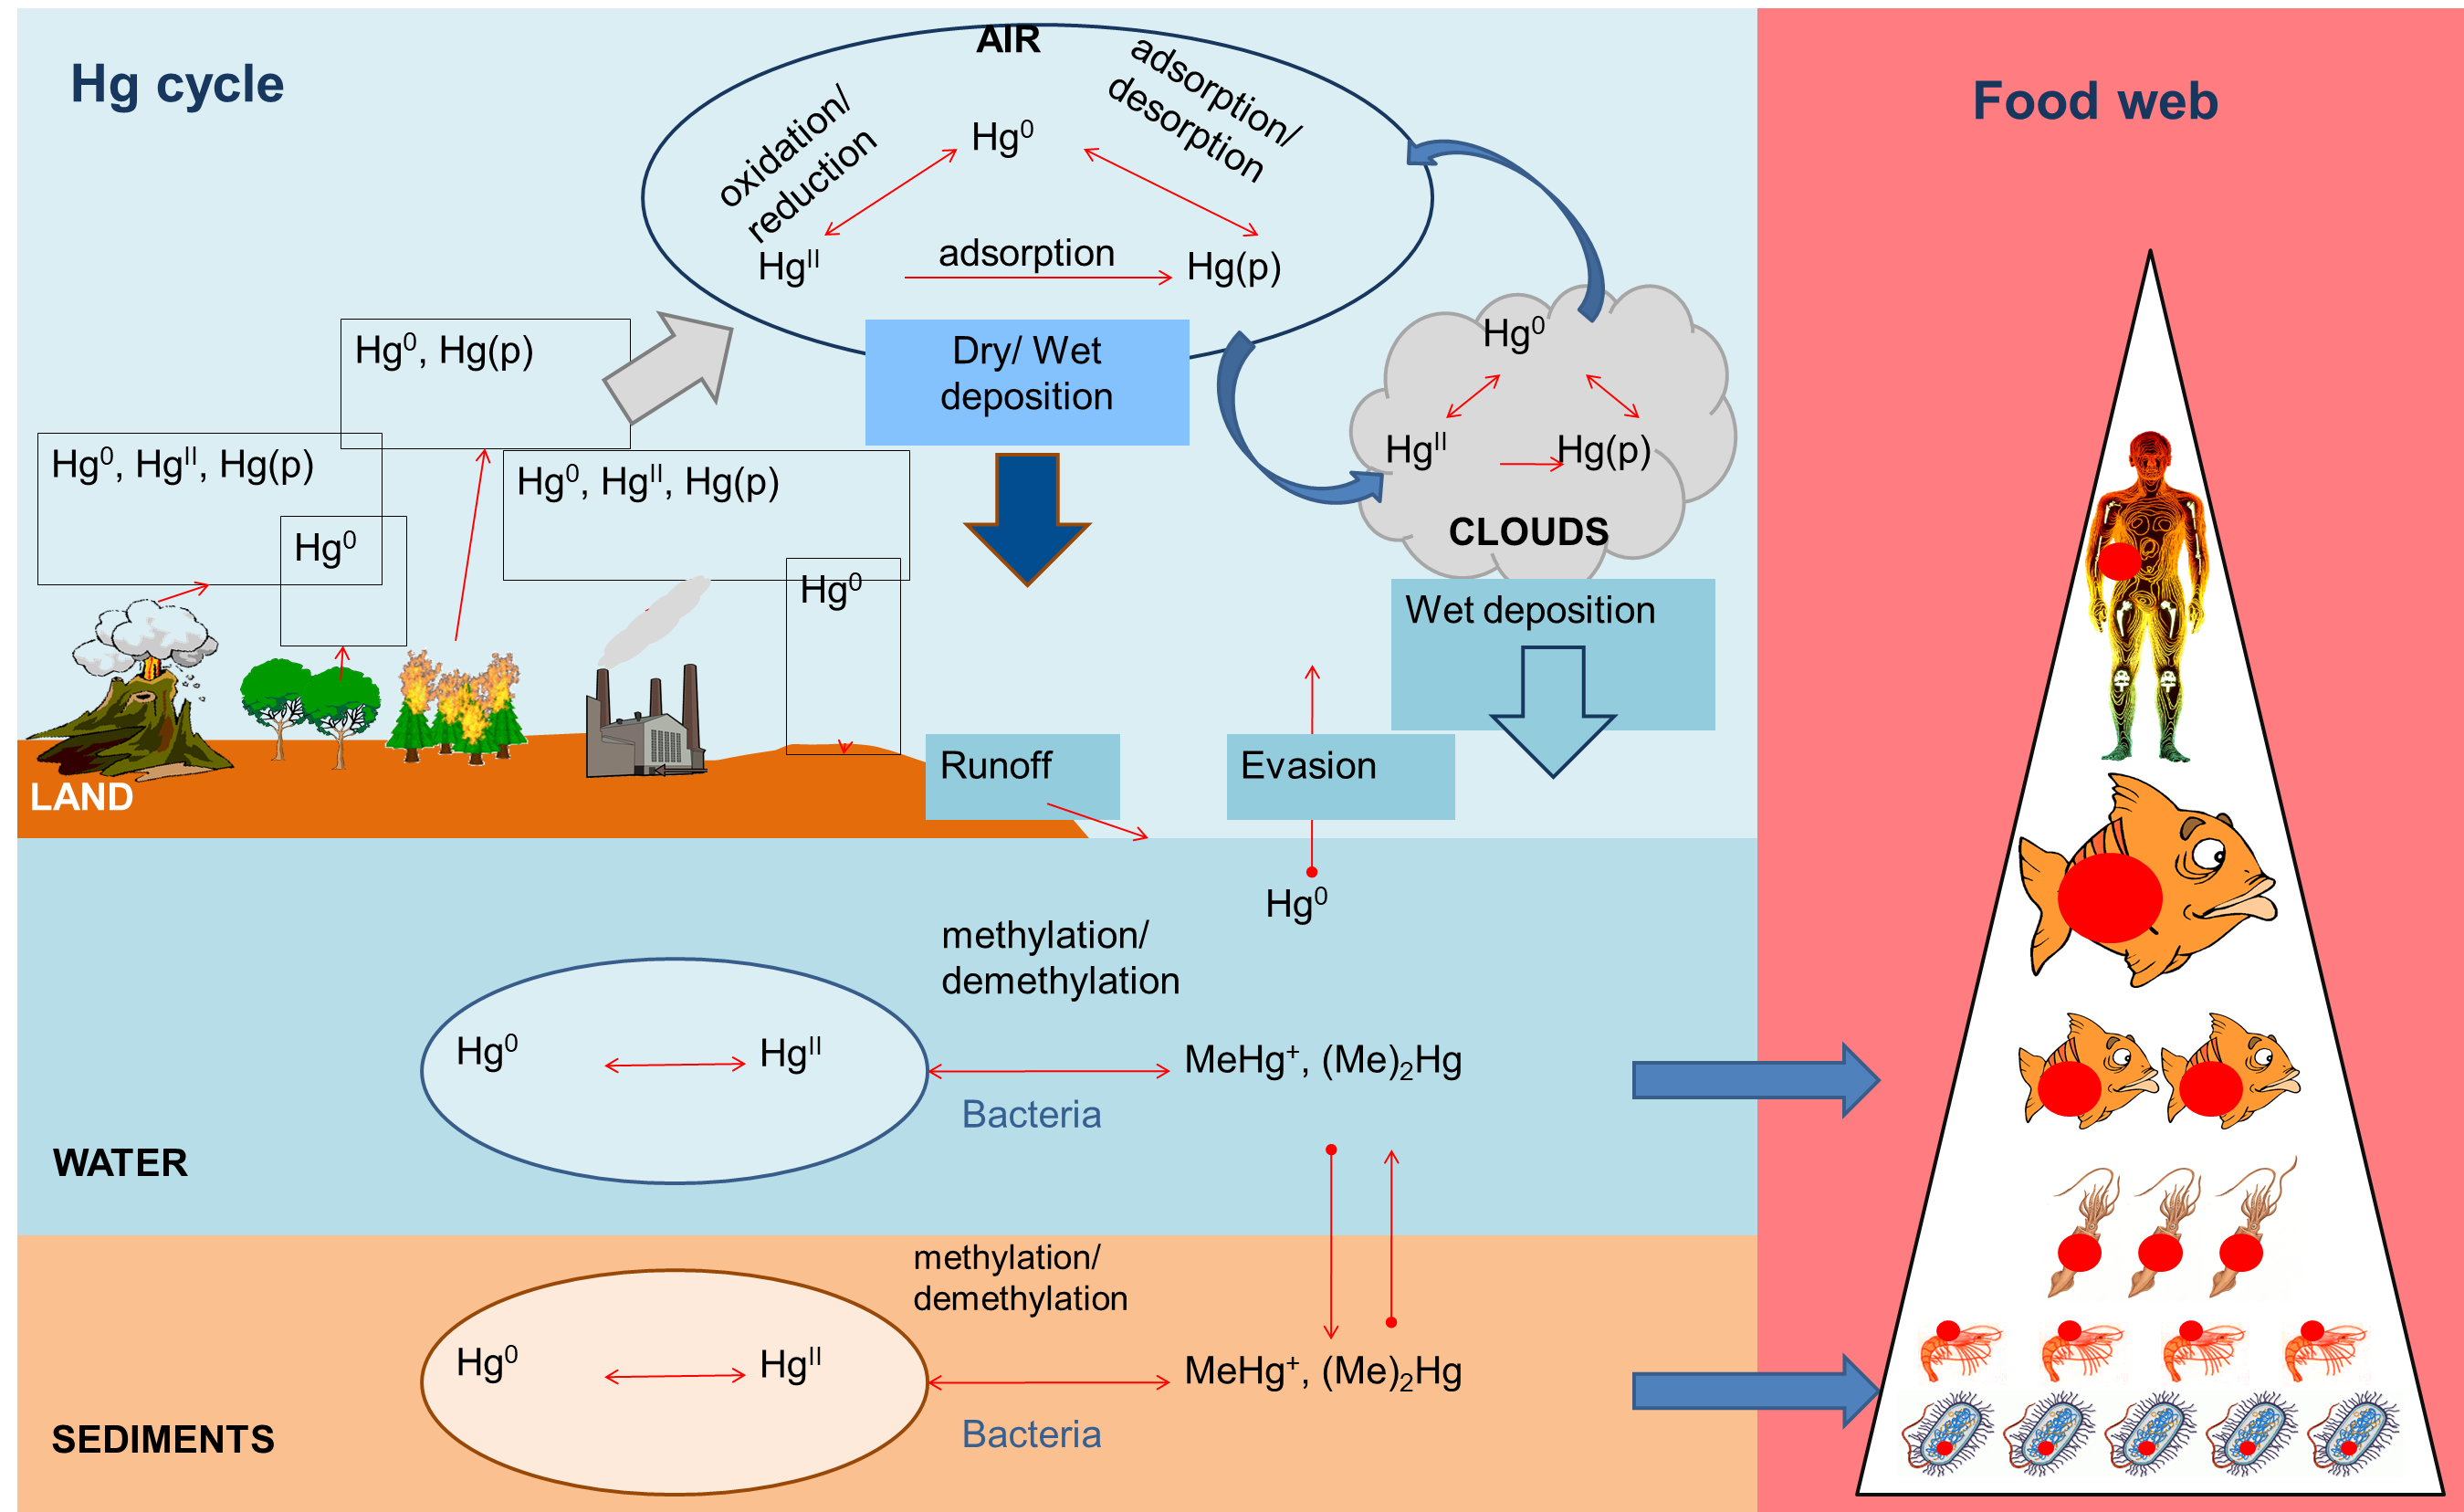 Hg cycle
AIR
Food web
oxidation/
reduction
adsorption/
desorption
Hg⁰
Hgᴵᴵ
adsorption
Hg(p)
Dry/ Wet
deposition
Hg⁰
Hgᴵᴵ
Hg(p)
CLOUDS
Wet deposition
Hg⁰, Hg(p)
Hg⁰, Hgᴵᴵ, Hg(p)
Hg⁰
Hg⁰, Hgᴵᴵ, Hg(p)
Hg⁰
LAND
Runoff
Evasion
Hg⁰
methylation/
demethylation
Hg⁰
Hgᴵᴵ
MeHg⁺, (Me)₂Hg
Bacteria
WATER
methylation/
demethylation
Hg⁰
Hgᴵᴵ
MeHg⁺, (Me)₂Hg
Bacteria
SEDIMENTS